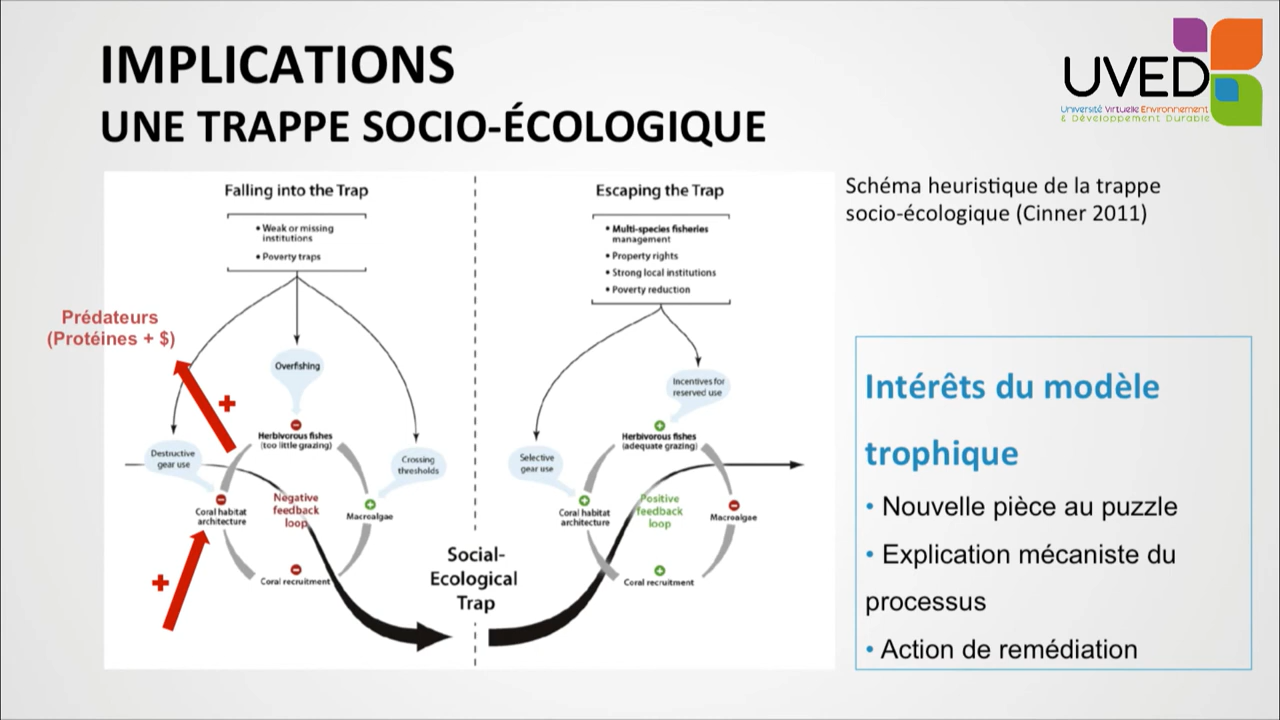 IMPLICATIONS
UNE TRAPPE SOCIO-ÉCOLOGIQUE
UVED
Université Virtuelle Environnement
& Développement Durable
Schéma heuristique de la trappe
socio-écologique (Cinner 2011)
Falling into the Trap
• Weak or missing
institutions
• Poverty traps
Prédateurs
(Protéines + $)
+
Overfishing
Herbivorous fishes
(too little grazing)
Destructive
gear use
Crossing
thresholds
Coral habitat
architecture
Negative
feedback
loop
Macroalgae
Coral recruitment
+
Social-
Ecological
Trap
Escaping the Trap
• Multi-species fisheries
management
• Property rights
• Strong local institutions
• Poverty reduction
Incentives for
reserved use
Herbivorous fishes
(adequate grazing)
Selective
gear use
Coral habitat
architecture
Positive
feedback
loop
Macroalgae
Coral recruitment
Intérêts du modèle
trophique
• Nouvelle pièce au puzzle
• Explication mécaniste du
processus
• Action de remédiation